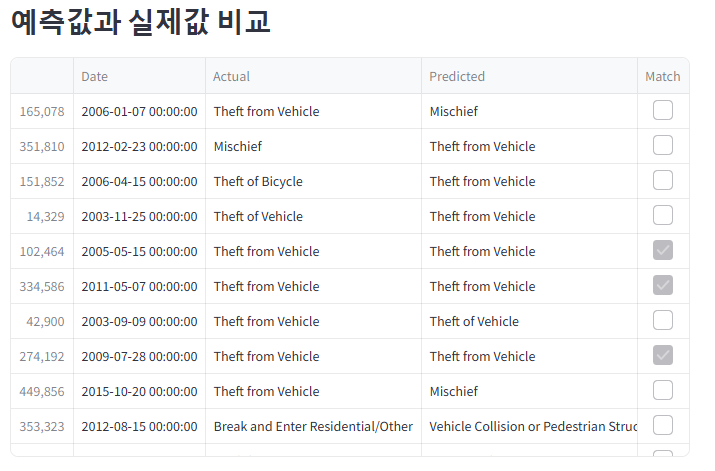 예측값과 실제값 비교
Date Actual Predicted Match
165,078 2006-01-07 00:00:00 Theft from Vehicle Mischief
351,810 2012-02-23 00:00:00 Mischief Theft from Vehicle
151,852 2006-04-15 00:00:00 Theft of Bicycle Theft from Vehicle
14,329 2003-11-25 00:00:00 Theft of Vehicle Theft from Vehicle
102,464 2005-05-15 00:00:00 Theft from Vehicle Theft from Vehicle
334,586 2011-05-07 00:00:00 Theft from Vehicle Theft from Vehicle
42,900 2003-09-09 00:00:00 Theft from Vehicle Theft of Vehicle
274,192 2009-07-28 00:00:00 Theft from Vehicle Theft from Vehicle
449,856 2015-10-20 00:00:00 Theft from Vehicle Mischief
353,323 2012-08-15 00:00:00 Break and Enter Residential/Other Vehicle Collision or Pedestrian Struc